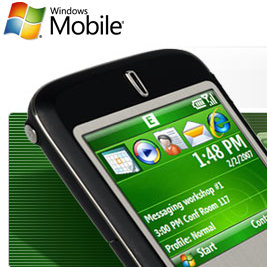 Windows
Mobile®
E
1:48 PM
2/2/2007
Messaging workshop #1
3:00 PM Conf Room 117
Profile: Normal
Start